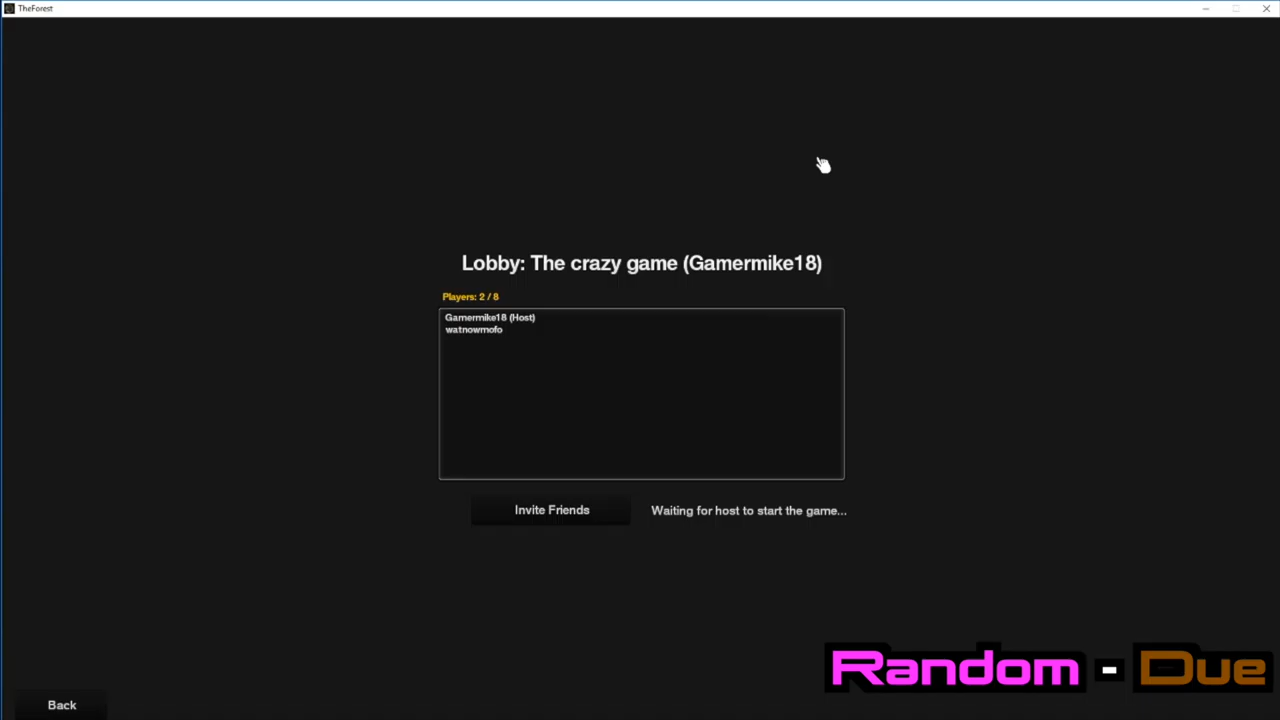 TheForest
Lobby: The crazy game (Gamermike18)
Players: 2 / 8
Gamermike18 (Host)
watnowmofo
Invite Friends
Waiting for host to start the game...
Random - Due
Back